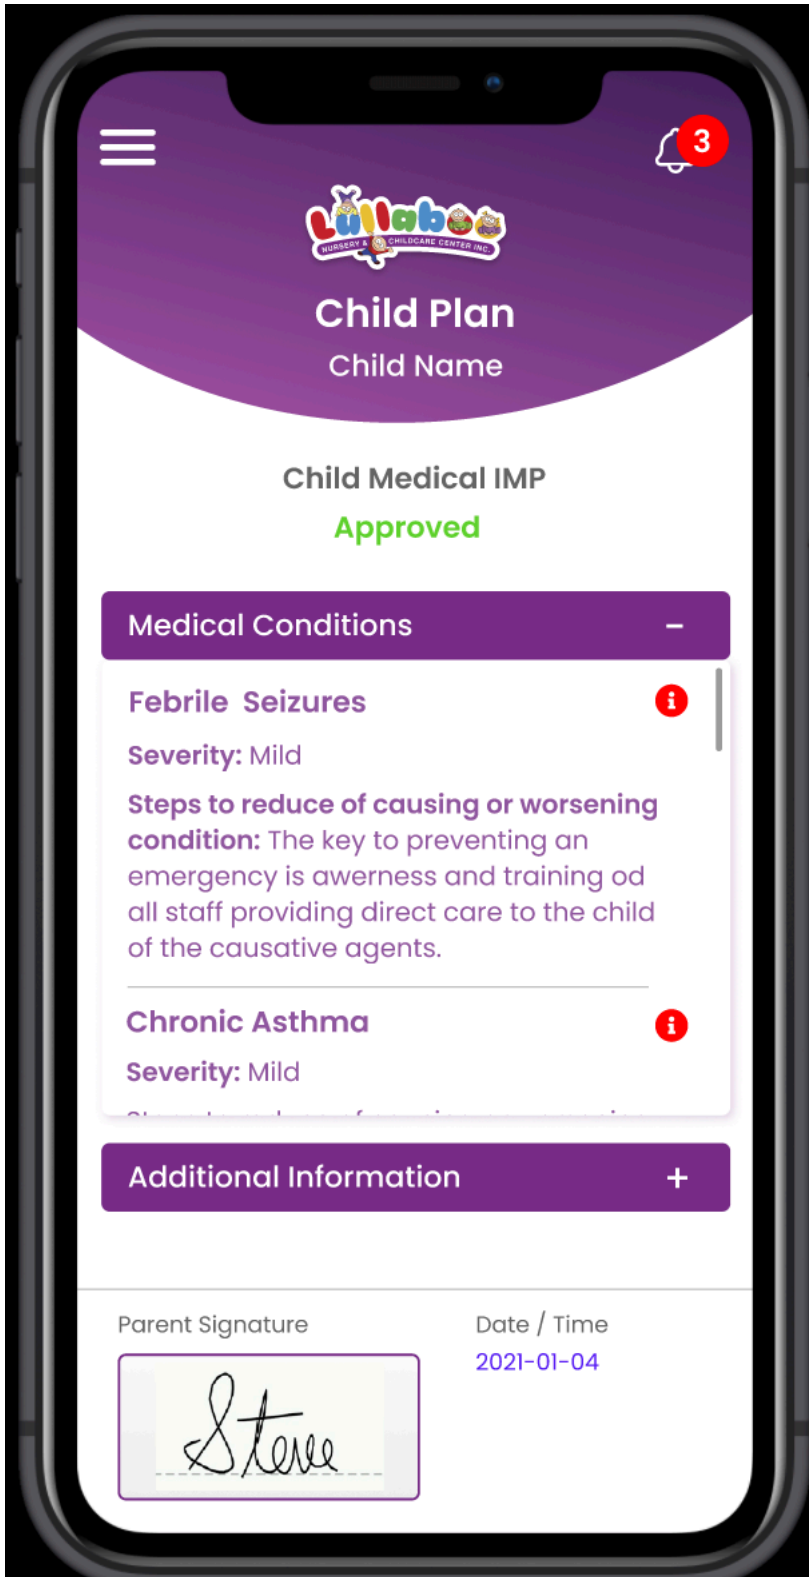 3
Lullaboo
NURSERY & CHILDCARE CENTER INC.
Child Plan
Child Name
Child Medical IMP
Approved
Medical Conditions −
Febrile Seizures
Severity: Mild
Steps to reduce of causing or worsening
condition: The key to preventing an
emergency is awerness and training od
all staff providing direct care to the child
of the causative agents.
Chronic Asthma
Severity: Mild
Additional Information +
Parent Signature
Date / Time
2021-01-04
Steve